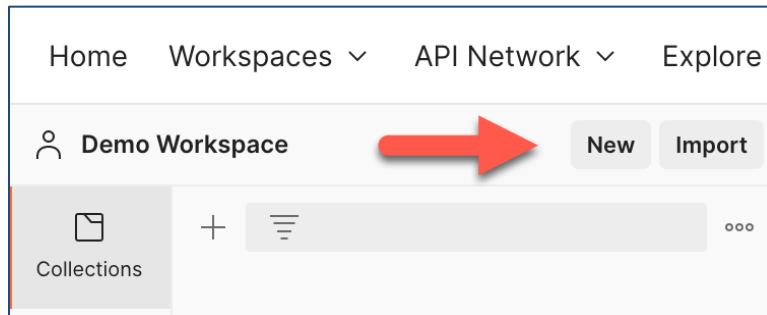 Home Workspaces API Network Explore
Demo Workspace New Import
Collections